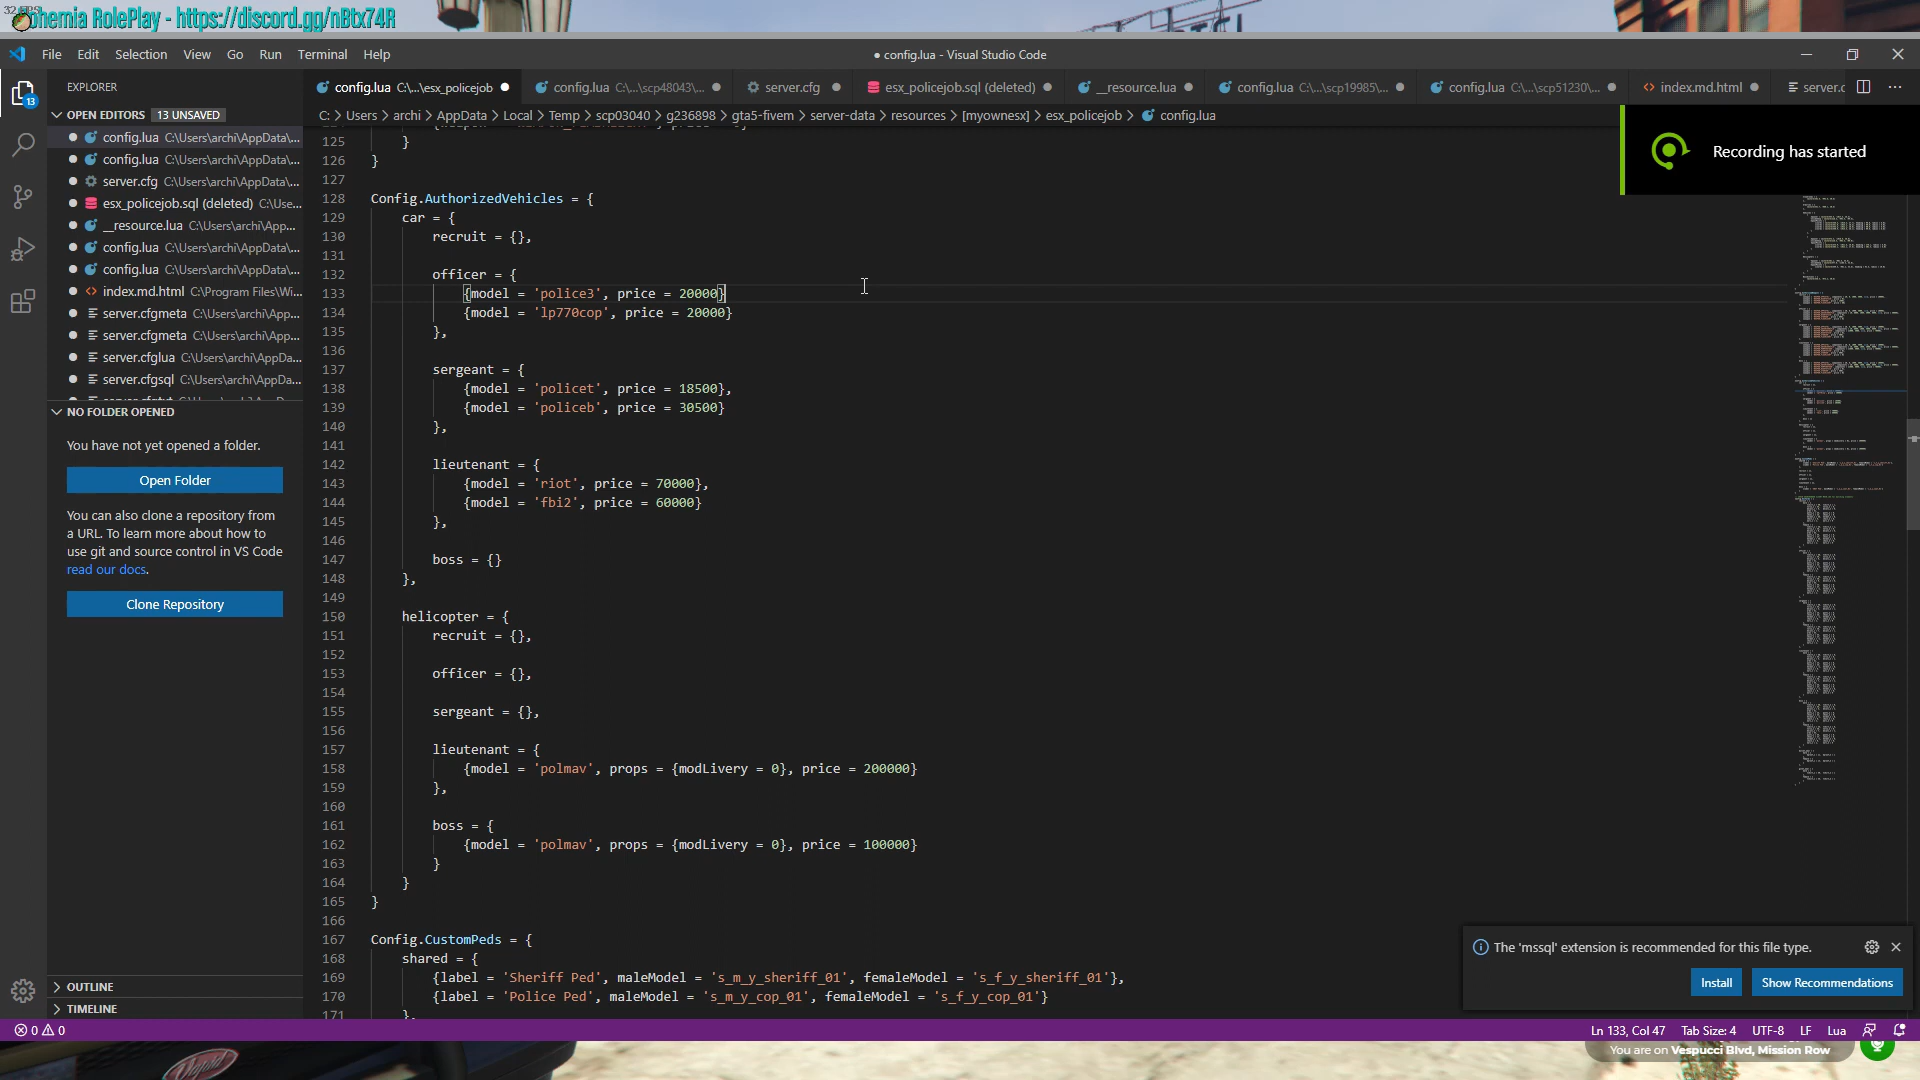 ohemia RolePlay - https://discord.gg/nBtx74R
File Edit Selection View Go Run Terminal Help
● config.lua - Visual Studio Code
EXPLORER
config.lua C:\...\esx_policejob
config.lua C:\...\scp48043\...
server.cfg
esx_policejob.sql (deleted)
__resource.lua
config.lua C:\...\scp19985\...
config.lua C:\...\scp51230\...
index.md.html
server.c
OPEN EDITORS 13 UNSAVED
C: > Users > archi > AppData > Local > Temp > scp03040 > g236898 > gta5-fivem > server-data > resources > [myownesx] > esx_policejob > config.lua
13
config.lua C:\Users\archi\AppData\...
config.lua C:\Users\archi\AppData\...
server.cfg C:\Users\archi\AppData\...
esx_policejob.sql (deleted) C:\Use...
__resource.lua C:\Users\archi\App...
config.lua C:\Users\archi\AppData\...
config.lua C:\Users\archi\AppData\...
index.md.html C:\Program Files\Wi...
server.cfgmeta C:\Users\archi\App...
server.cfgmeta C:\Users\archi\App...
server.cfglua C:\Users\archi\AppDa...
server.cfgsql C:\Users\archi\AppDa...
NO FOLDER OPENED
You have not yet opened a folder.
Open Folder
You can also clone a repository from
a URL. To learn more about how to
use git and source control in VS Code
read our docs.
Clone Repository
OUTLINE
TIMELINE
125 }
126 }
127
128 Config.AuthorizedVehicles = {
129 car = {
130 recruit = {},
131
132 officer = {
133 {model = 'police3', price = 20000}
134 {model = 'lp770cop', price = 20000}
135 },
136
137 sergeant = {
138 {model = 'policet', price = 18500},
139 {model = 'policeb', price = 30500}
140 },
141
142 lieutenant = {
143 {model = 'riot', price = 70000},
144 {model = 'fbi2', price = 60000}
145 },
146
147 boss = {}
148 },
149
150 helicopter = {
151 recruit = {},
152
153 officer = {},
154
155 sergeant = {},
156
157 lieutenant = {
158 {model = 'polmav', props = {modLivery = 0}, price = 200000}
159 },
160
161 boss = {
162 {model = 'polmav', props = {modLivery = 0}, price = 100000}
163 }
164 }
165 }
166
167 Config.CustomPeds = {
168 shared = {
169 {label = 'Sheriff Ped', maleModel = 's_m_y_sheriff_01', femaleModel = 's_f_y_sheriff_01'},
170 {label = 'Police Ped', maleModel = 's_m_y_cop_01', femaleModel = 's_f_y_cop_01'}
171 },
Recording has started
The 'mssql' extension is recommended for this file type.
Install Show Recommendations
0 0
Ln 133, Col 47 Tab Size: 4 UTF-8 LF Lua
You are on Vespucci Blvd, Mission Row